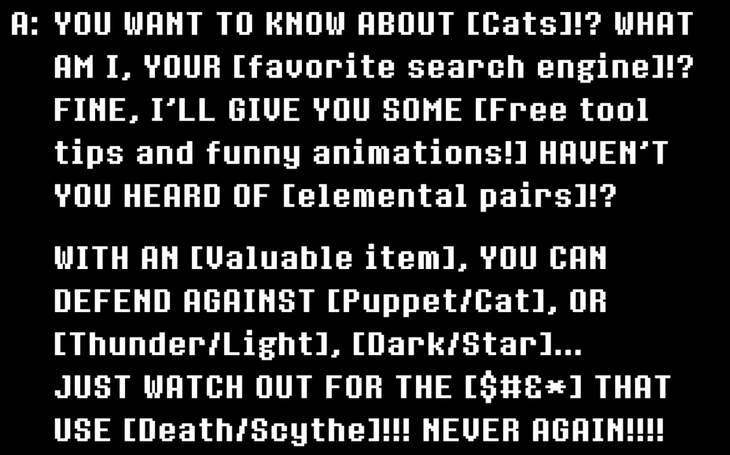 A: YOU WANT TO KNOW ABOUT [Cats]!? WHAT
AM I, YOUR [favorite search engine]!?
FINE, I'LL GIVE YOU SOME [Free tool
tips and funny animations!] HAVEN'T
YOU HEARD OF [elemental pairs]!?
WITH AN [Valuable item], YOU CAN
DEFEND AGAINST [Puppet/Cat], OR
[Thunder/Light], [Dark/Star]...
JUST WATCH OUT FOR THE [$#&*] THAT
USE [Death/Scythe]!!! NEVER AGAIN!!!!